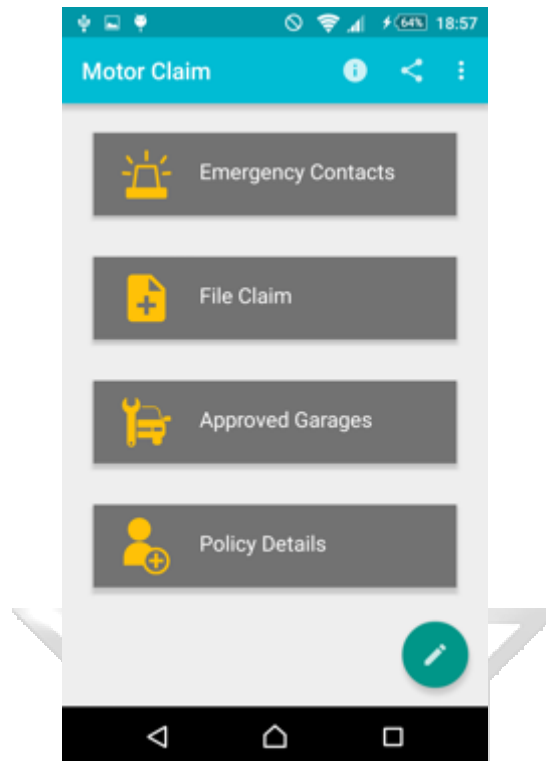 64% 18:57
Motor Claim
Emergency Contacts
File Claim
Approved Garages
Policy Details